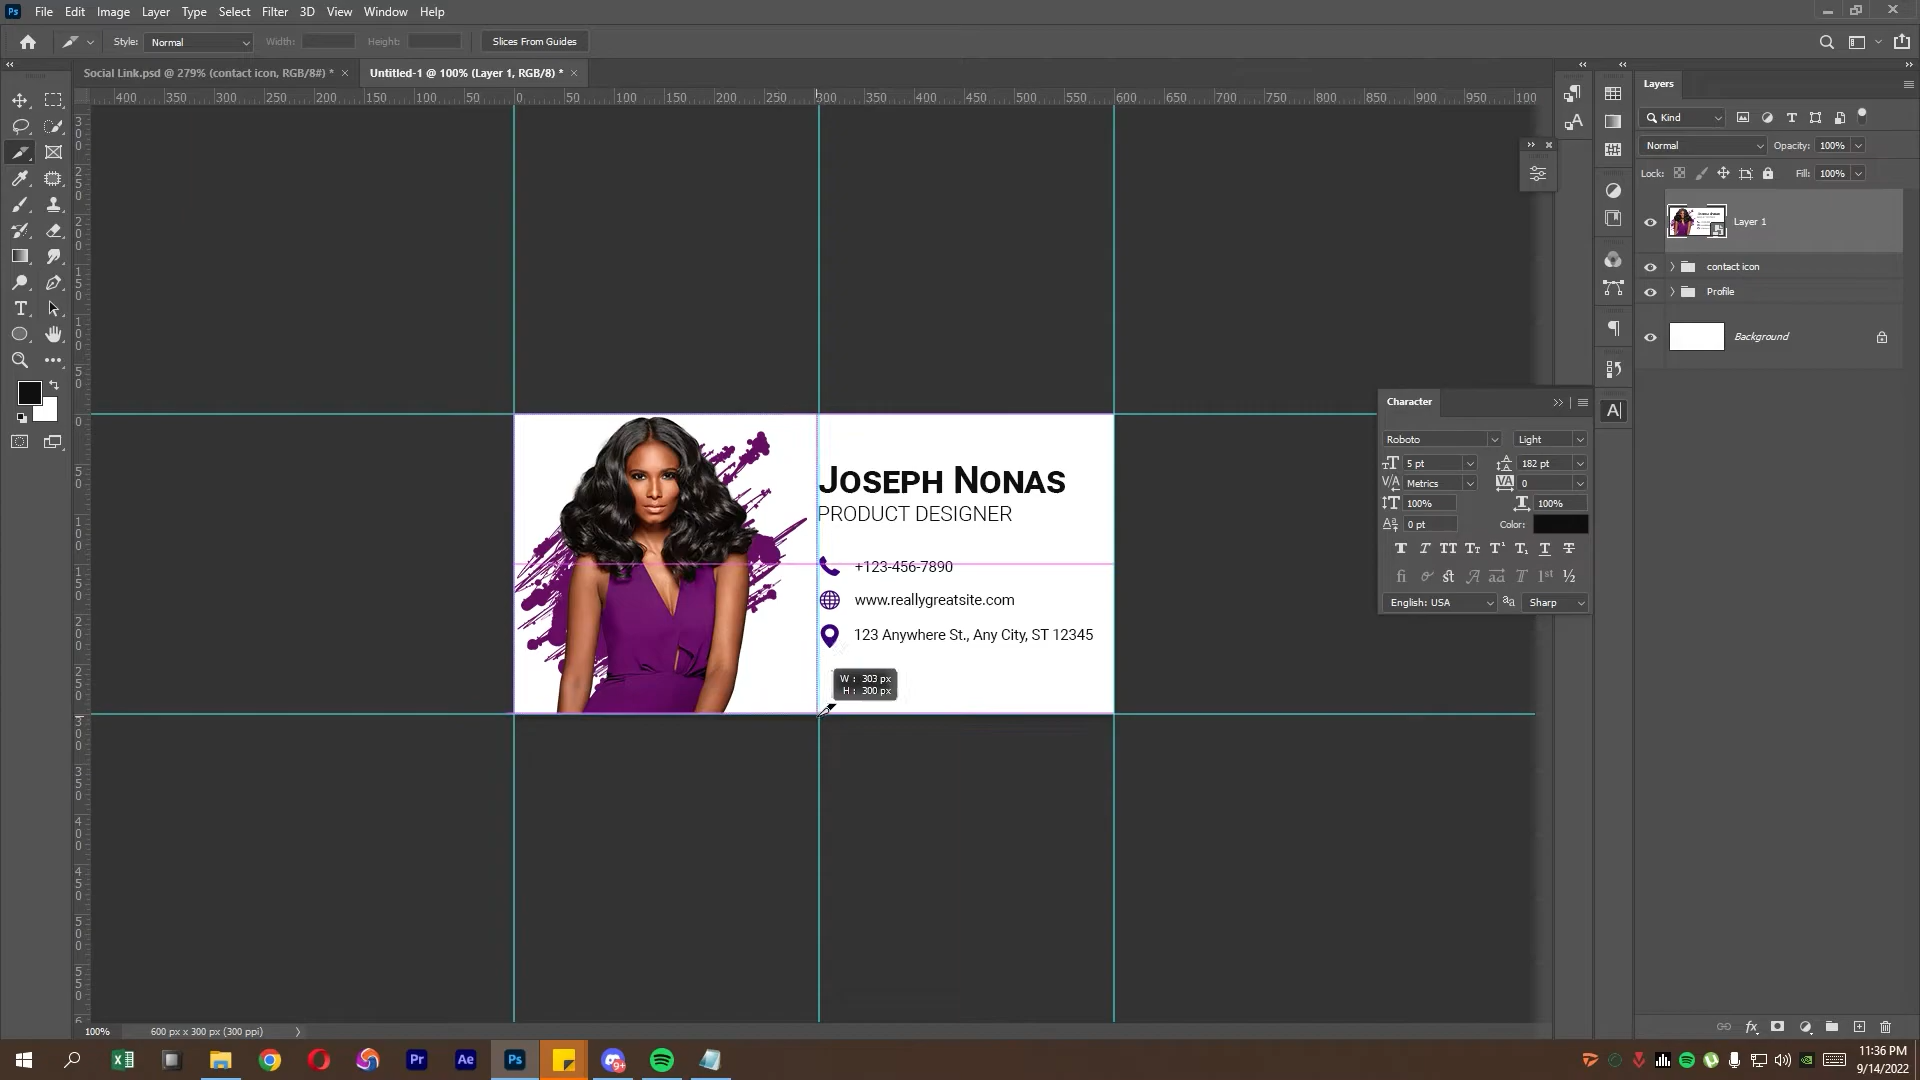 Ps File Edit Image Layer Type Select Filter 3D View Window Help
Style: Normal Width: Height: Slices From Guides
Social Link.psd @ 279% (contact icon, RGB/8#) * × Untitled-1 @ 100% (Layer 1, RGB/8) * ×
400 350 300 250 200 150 100 50 0 50 100 150 200 250 300 350 400 450 500 550 600 650 700 750 800 850 900 950 100
Layers
Kind
Normal Opacity: 100%
Lock: Fill: 100%
Layer 1
contact icon
Profile
Background
Character
Roboto Light
5 pt 182 pt
Metrics 0
100% 100%
0 pt Color:
English: USA Sharp
JOSEPH NONAS
PRODUCT DESIGNER
+123-456-7890
www.reallygreatsite.com
123 Anywhere St., Any City, ST 12345
W : 303 px
H : 300 px
100% 600 px x 300 px (300 ppi)
Pr Ae Ps 9+
11:36 PM
9/14/2022